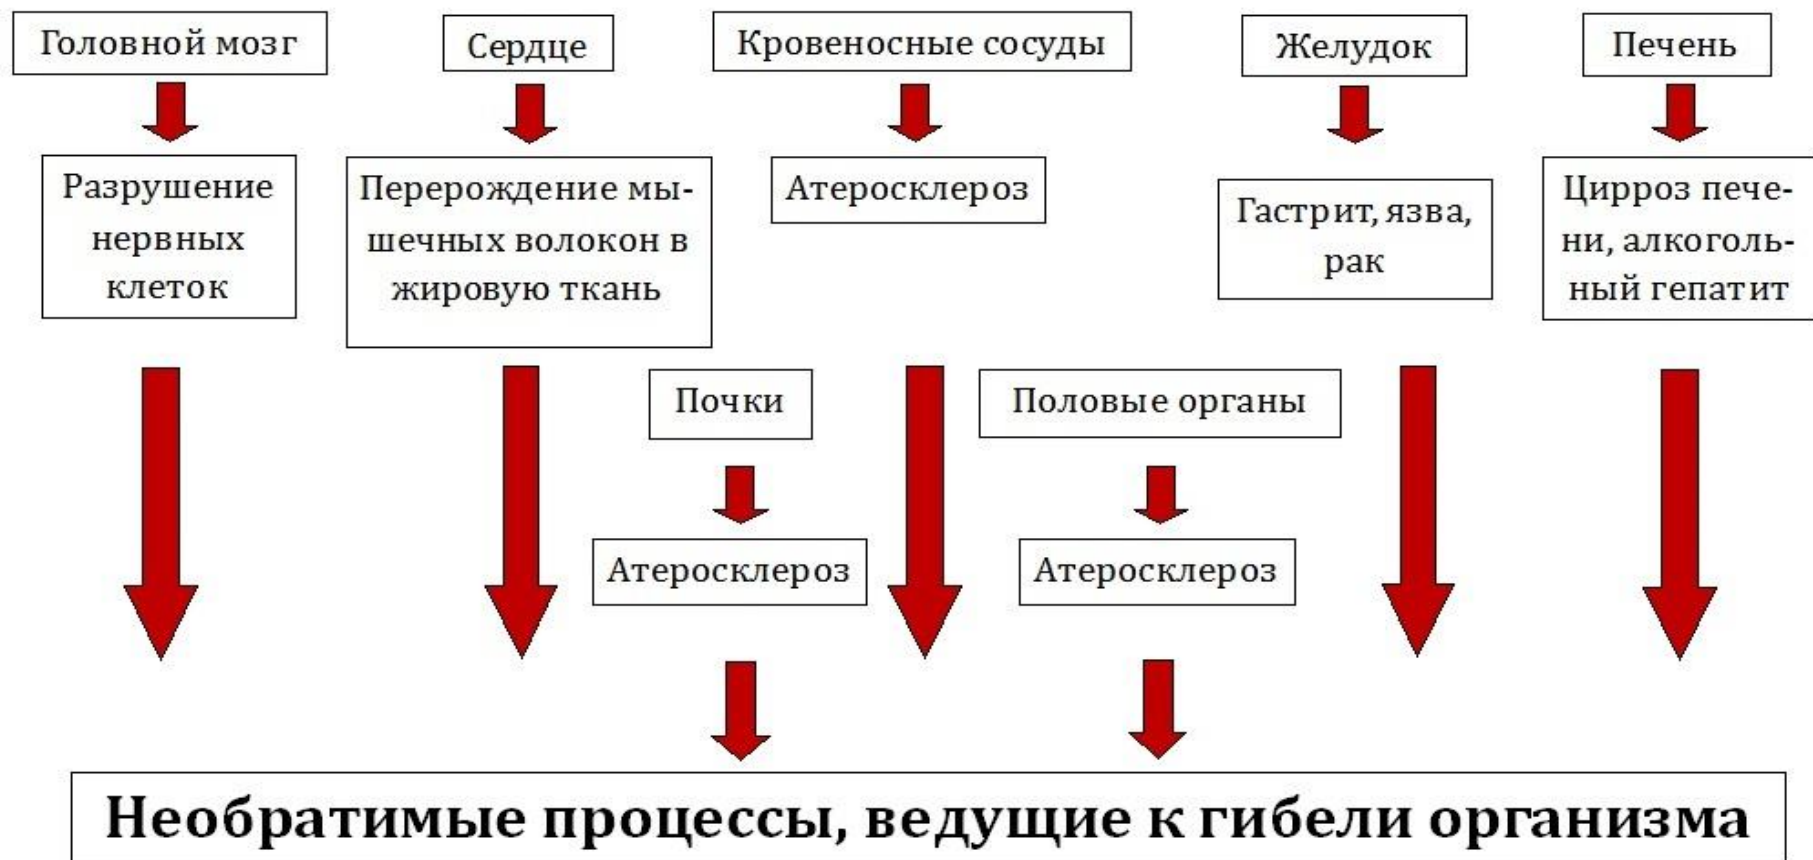 Головной мозг
Сердце
Кровеносные сосуды
Желудок
Печень
Разрушение
нервных
клеток
Перерождение мы-
шечных волокон в
жировую ткань
Атеросклероз
Гастрит, язва,
рак
Цирроз пече-
ни, алкоголь-
ный гепатит
Почки
Половые органы
Атеросклероз
Атеросклероз
Необратимые процессы, ведущие к гибели организма